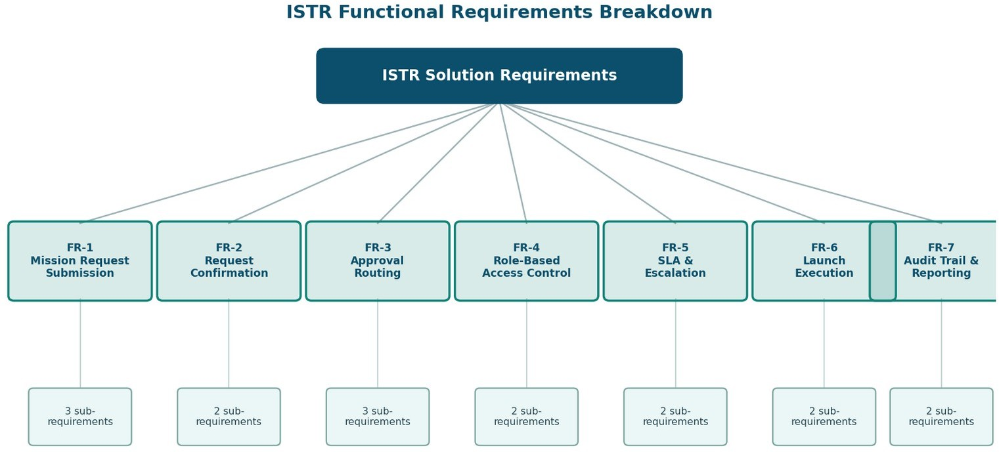 ISTR Functional Requirements Breakdown
ISTR Solution Requirements
FR-1
Mission Request
Submission
FR-2
Request
Confirmation
FR-3
Approval
Routing
FR-4
Role-Based
Access Control
FR-5
SLA &
Escalation
FR-6
Launch
Execution
FR-7
Audit Trail &
Reporting
3 sub-
requirements
2 sub-
requirements
3 sub-
requirements
2 sub-
requirements
2 sub-
requirements
2 sub-
requirements
2 sub-
requirements